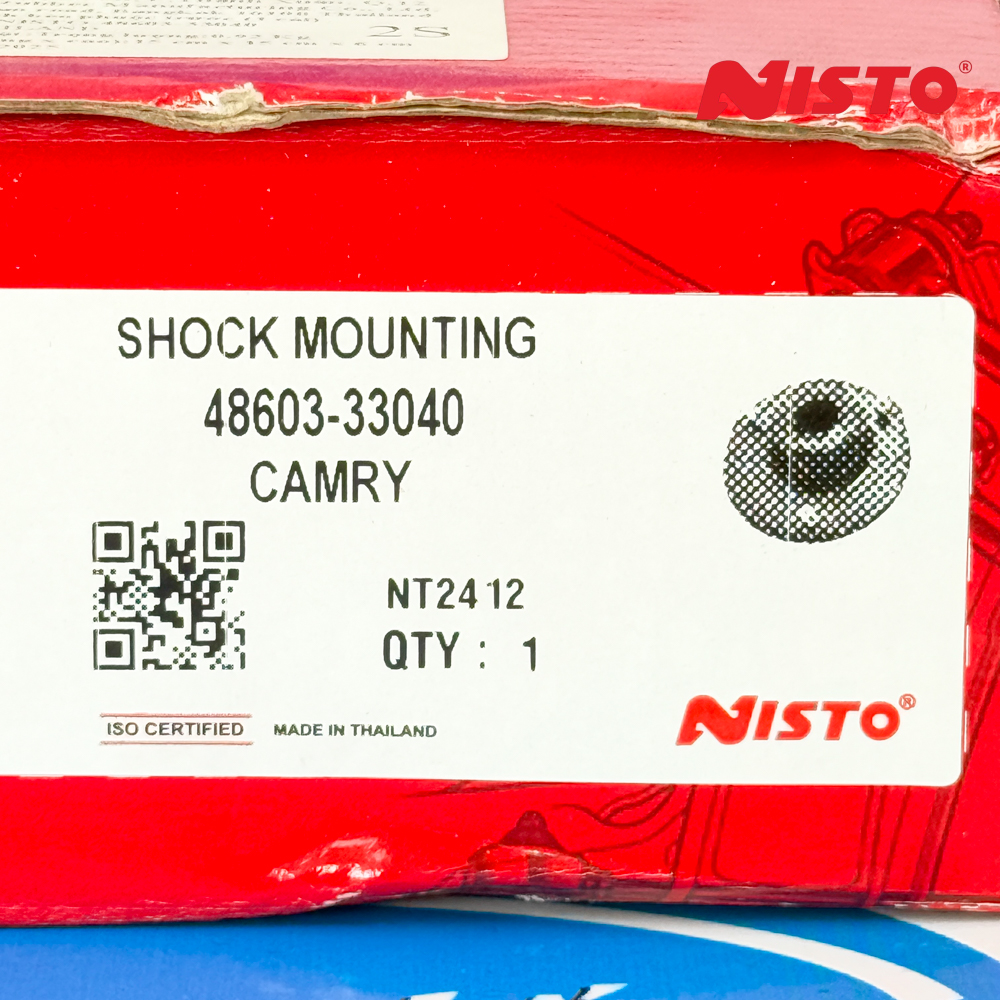 NISTO®
SHOCK MOUNTING
48603-33040
CAMRY
NT2412
QTY : 1
ISO CERTIFIED
MADE IN THAILAND
NISTO®